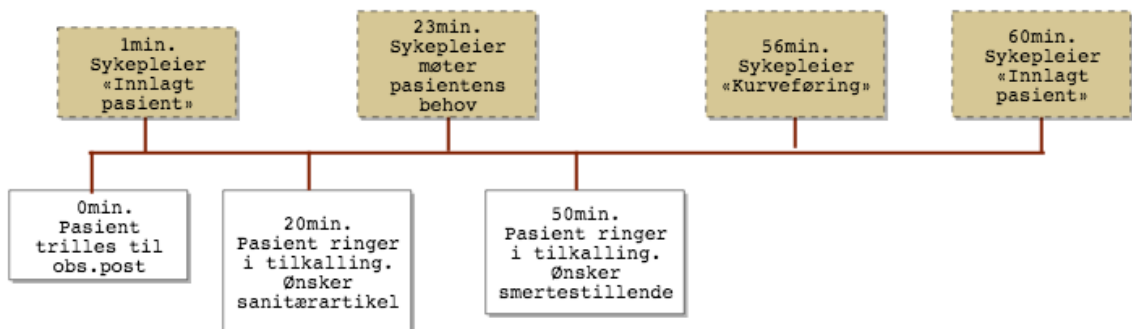 1min.
Sykepleier
«Innlagt
pasient»
23min.
Sykepleier
møter
pasientens
behov
56min.
Sykepleier
«Kurveføring»
60min.
Sykepleier
«Innlagt
pasient»
0min.
Pasient
trilles til
obs.post
20min.
Pasient ringer
i tilkalling.
Ønsker
sanitærartikel
50min.
Pasient ringer
i tilkalling.
Ønsker
smertestillende